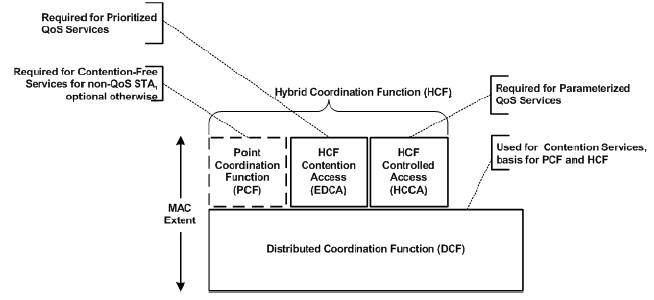 Required for Prioritized
QoS Services
Required for Contention-Free
Services for non-QoS STA,
optional otherwise
Hybrid Coordination Function (HCF)
Required for Parameterized
QoS Services
Used for Contention Services,
basis for PCF and HCF
Point
Coordination
Function
(PCF)
HCF
Contention
Access
(EDCA)
HCF
Controlled
Access
(HCCA)
MAC
Extent
Distributed Coordination Function (DCF)